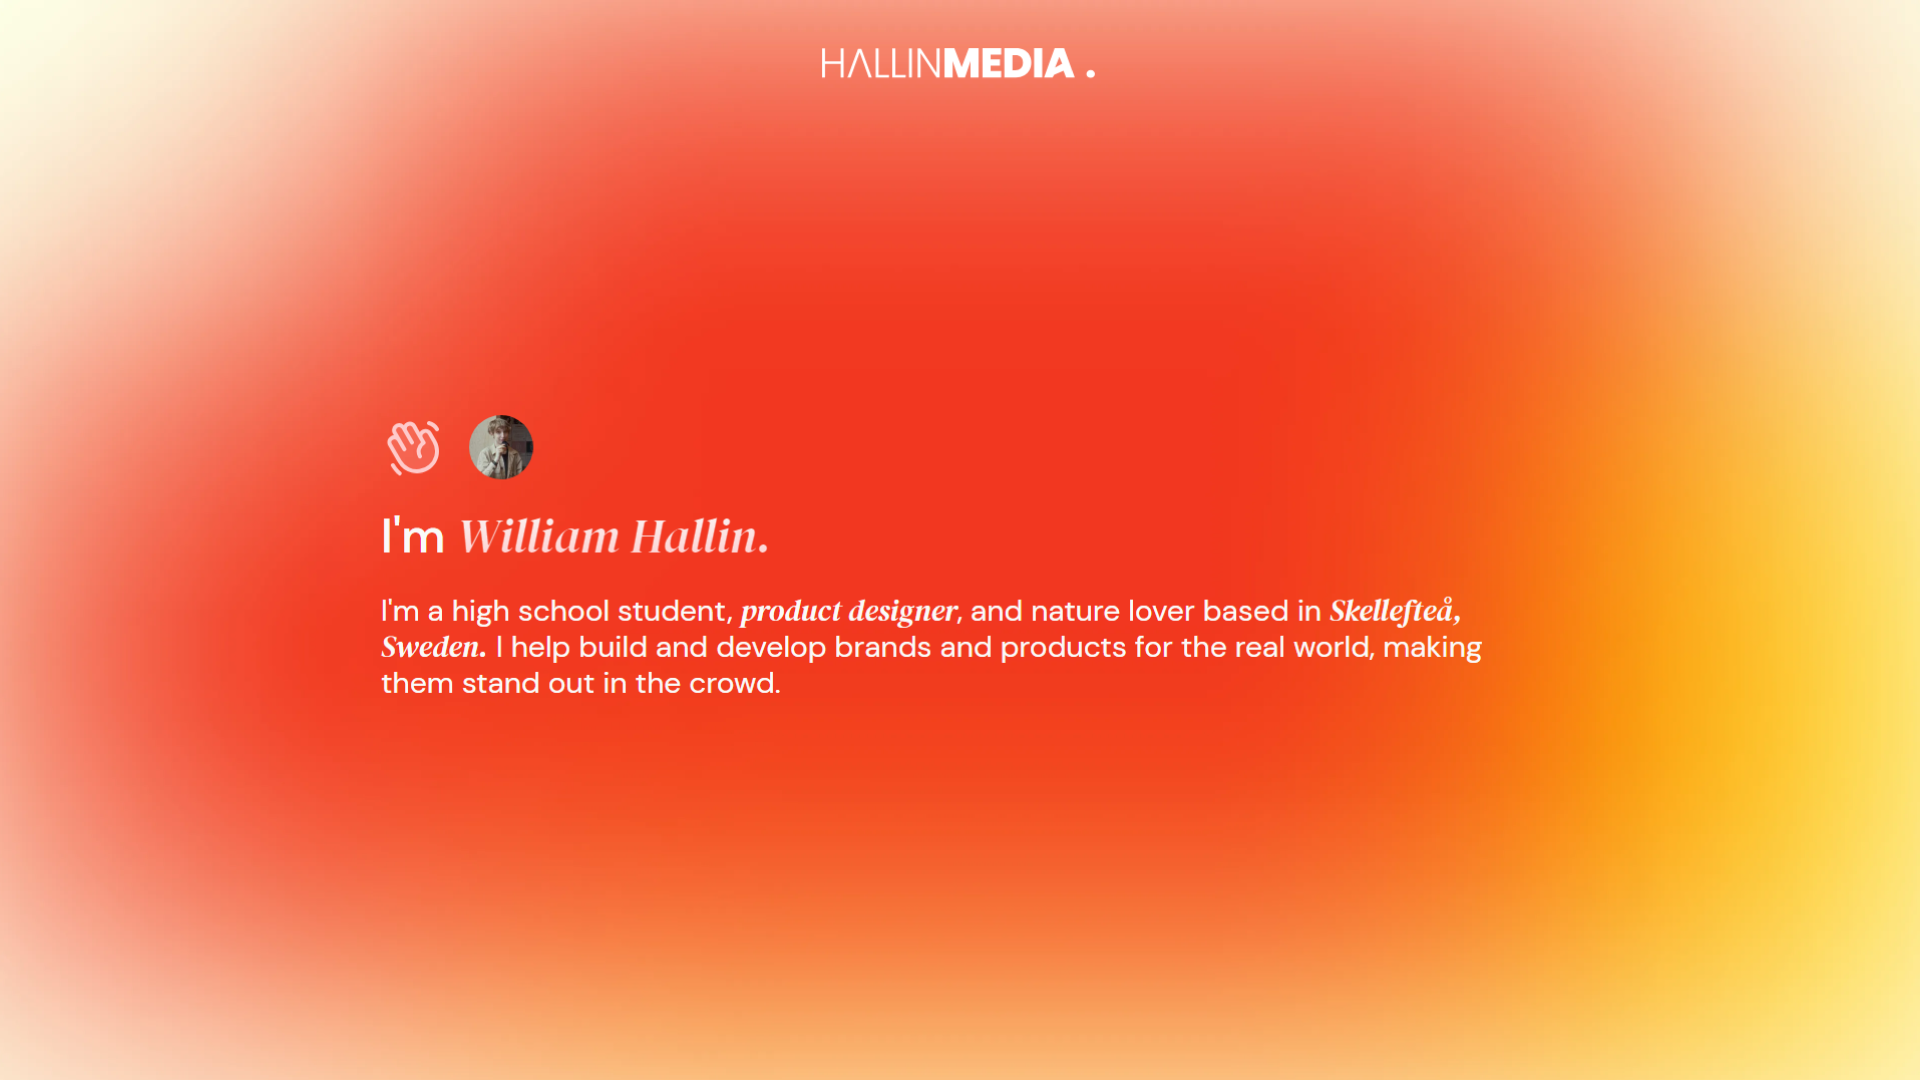 HALLINMEDIA .
I'm William Hallin.
I'm a high school student, product designer, and nature lover based in Skellefteå,
Sweden. I help build and develop brands and products for the real world, making
them stand out in the crowd.